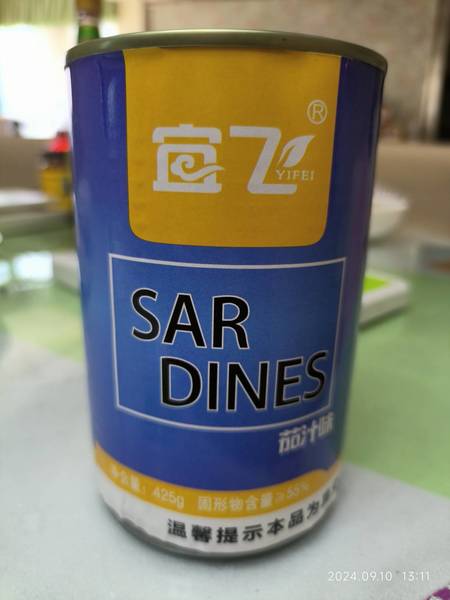 宜飞®
YIFEI
SAR
DINES
茄汁味
净含量：425g 固形物含量≥55%
温馨提示本品为
2024.09.10 13:11